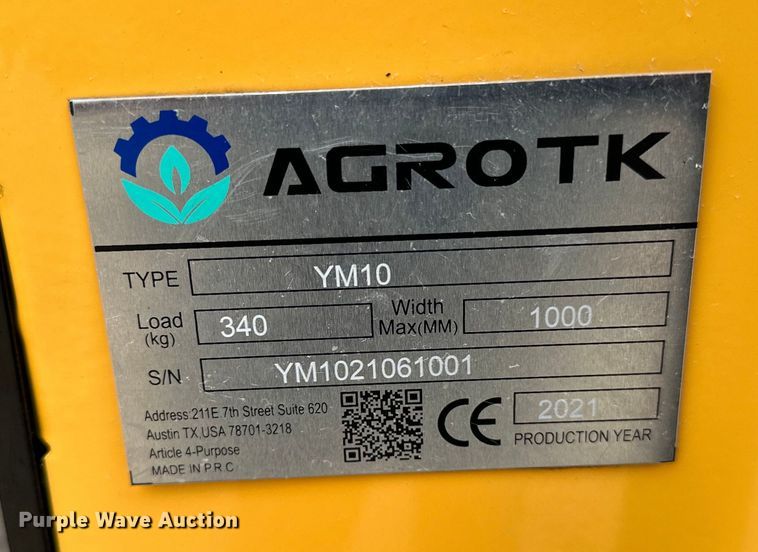 AGROTK
TYPE YM10
Load (kg) 340 Width Max(MM) 1000
S/N YM1021061001
Address:211E 7th Street Suite 620
Austin TX,USA 78701-3218
Article 4-Purpose
MADE IN P.R.C
CE
2021
PRODUCTION YEAR
Purple Wave Auction